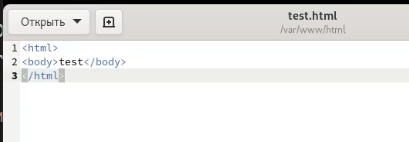 Открыть
test.html
/var/www/html
1 <html>
2 <body>test</body>
3 </html>